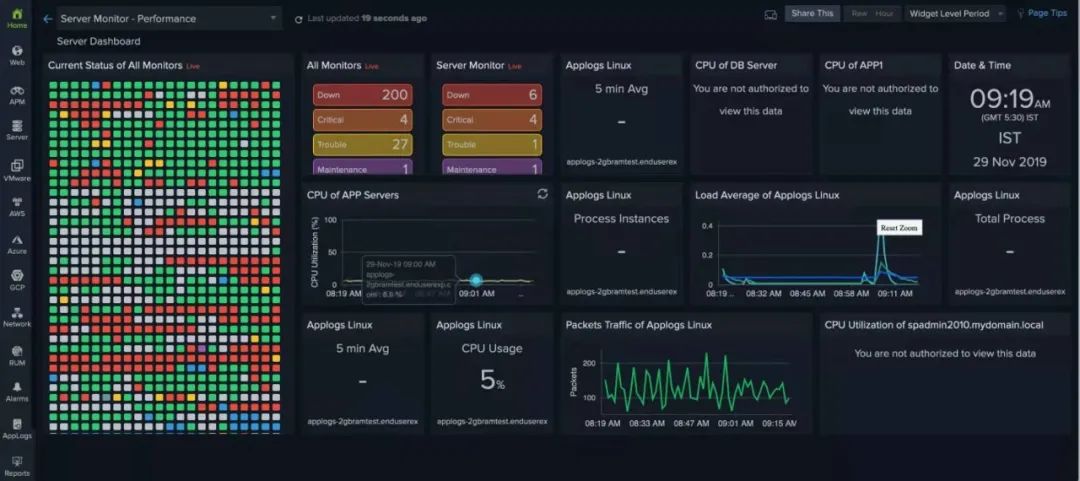 Home
Web
APM
Server
VMware
AWS
Azure
GCP
Network
RUM
Alarms
AppLogs
Reports
Server Monitor - Performance
Last updated 19 seconds ago
Share This
Raw Hour
Widget Level Period
Page Tips
Server Dashboard
Current Status of All Monitors Live
All Monitors Live
Down 200
Critical 4
Trouble 27
Maintenance 1
Server Monitor Live
Down 6
Critical 4
Trouble 1
Maintenance 1
Applogs Linux
5 min Avg
-
applogs-2gbramtest.enduserex
CPU of DB Server
You are not authorized to
view this data
CPU of APP1
You are not authorized to
view this data
Date & Time
09:19AM
(GMT 5:30) IST
IST
29 Nov 2019
CPU of APP Servers
CPU Utilization (%)
100
50
0
29-Nov-19 09:00 AM
applogs-
2gbramtest.enduserexp.c
08:19 AM
09:01 AM
..
Applogs Linux
Process Instances
-
applogs-2gbramtest.enduserex
Load Average of Applogs Linux
0.4
0.2
0
Reset Zoom
08:19 ..
08:32 AM
08:45 AM
08:58 AM
09:11 AM
Applogs Linux
Total Process
-
applogs-2gbramtest.enduserex
Applogs Linux
5 min Avg
-
applogs-2gbramtest.enduserex
Applogs Linux
CPU Usage
5%
applogs-2gbramtest.enduserex
Packets Traffic of Applogs Linux
Packets
200
100
08:19 AM
08:33 AM
08:47 AM
09:01 AM
09:15 AM
CPU Utilization of spadmin2010.mydomain.local
You are not authorized to view this data